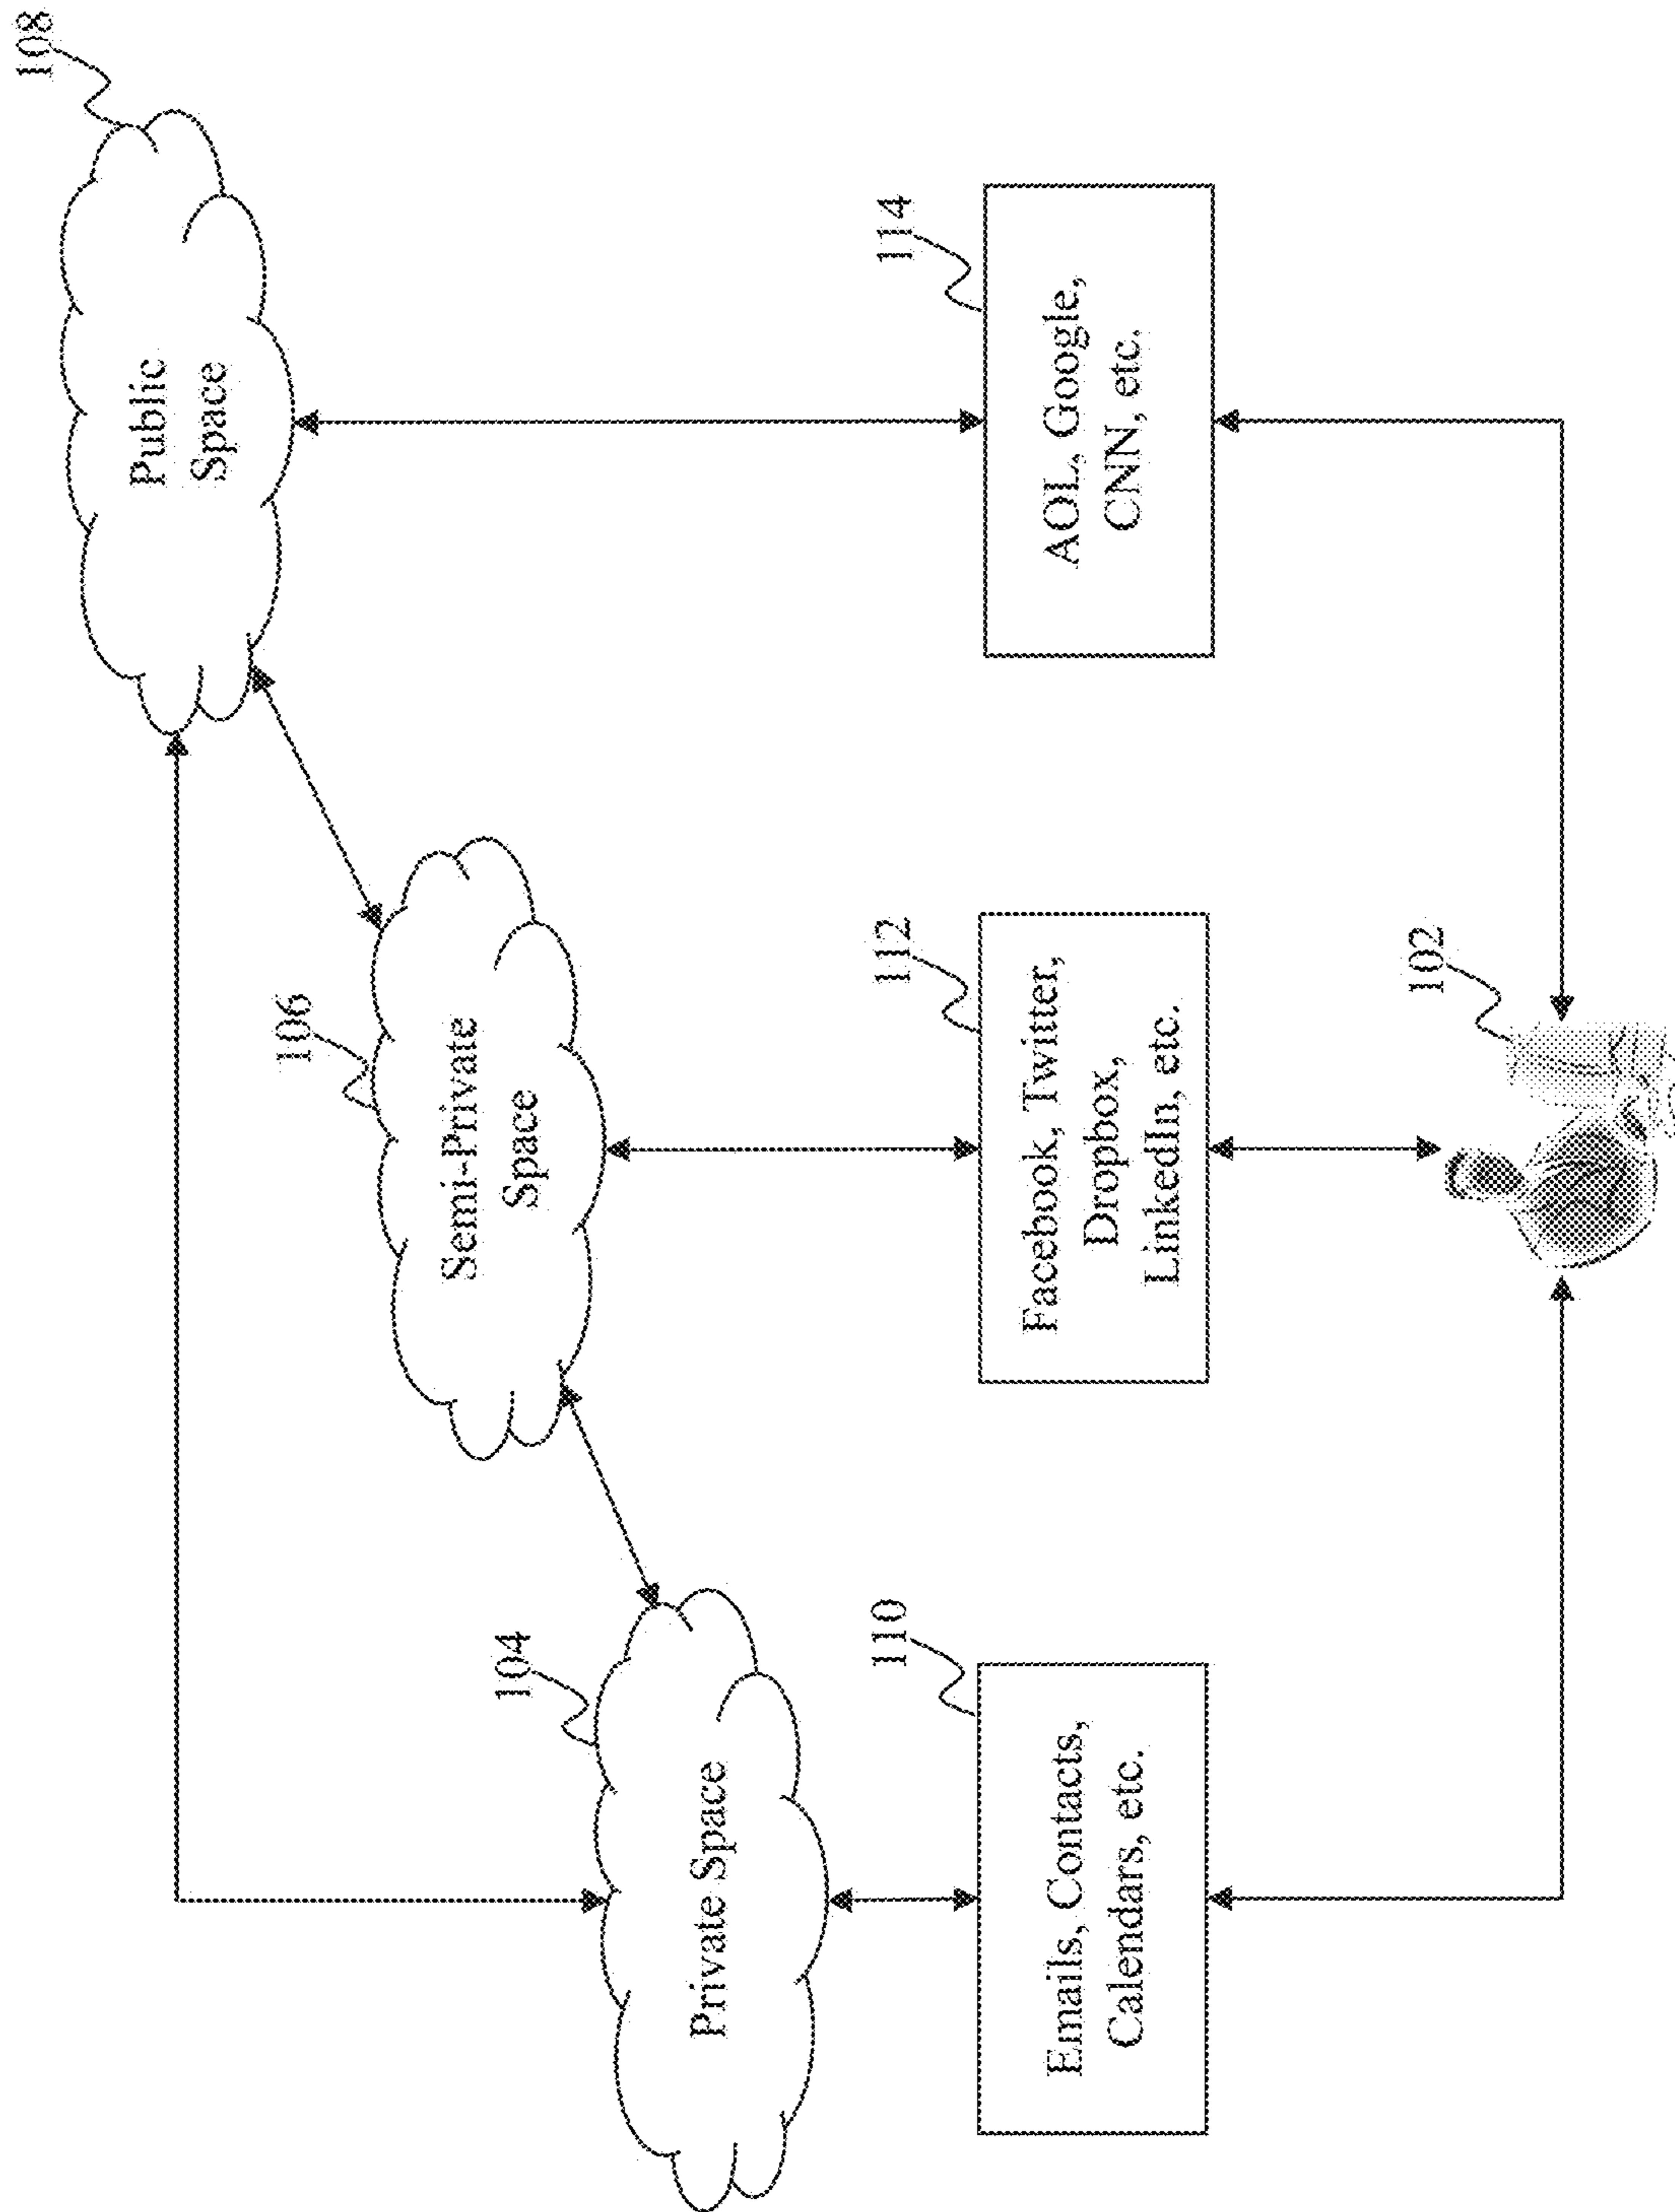 108
Public
Space
106
Semi-Private
Space
104
Private Space
110
Emails, Contacts,
Calendars, etc.
112
Facebook, Twitter,
Dropbox,
LinkedIn, etc.
114
AOL, Google,
CNN, etc.
102